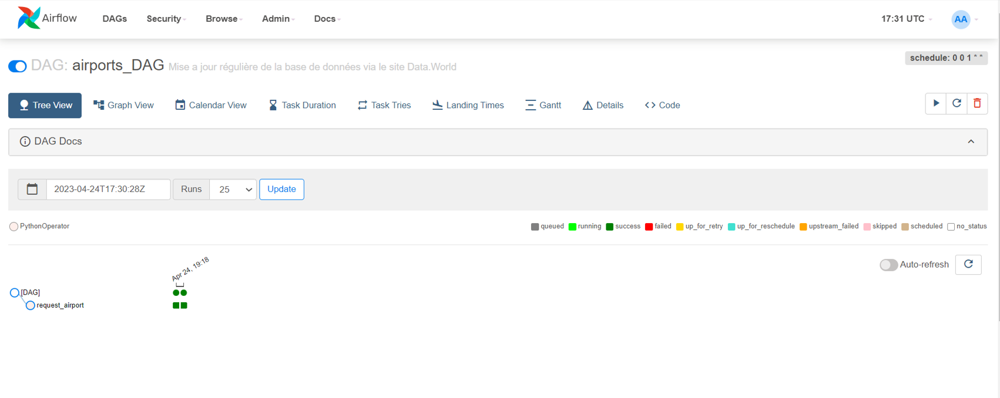 Airflow DAGs Security Browse Admin Docs 17:31 UTC AA
DAG: airports_DAG Mise a jour régulière de la base de données via le site Data.World
schedule: 0 0 1 * *
Tree View Graph View Calendar View Task Duration Task Tries Landing Times Gantt Details Code
DAG Docs
2023-04-24T17:30:28Z Runs 25 Update
PythonOperator queued running success failed up_for_retry up_for_reschedule upstream_failed skipped scheduled no_status
Apr 24, 19:18
Auto-refresh
[DAG]
request_airport